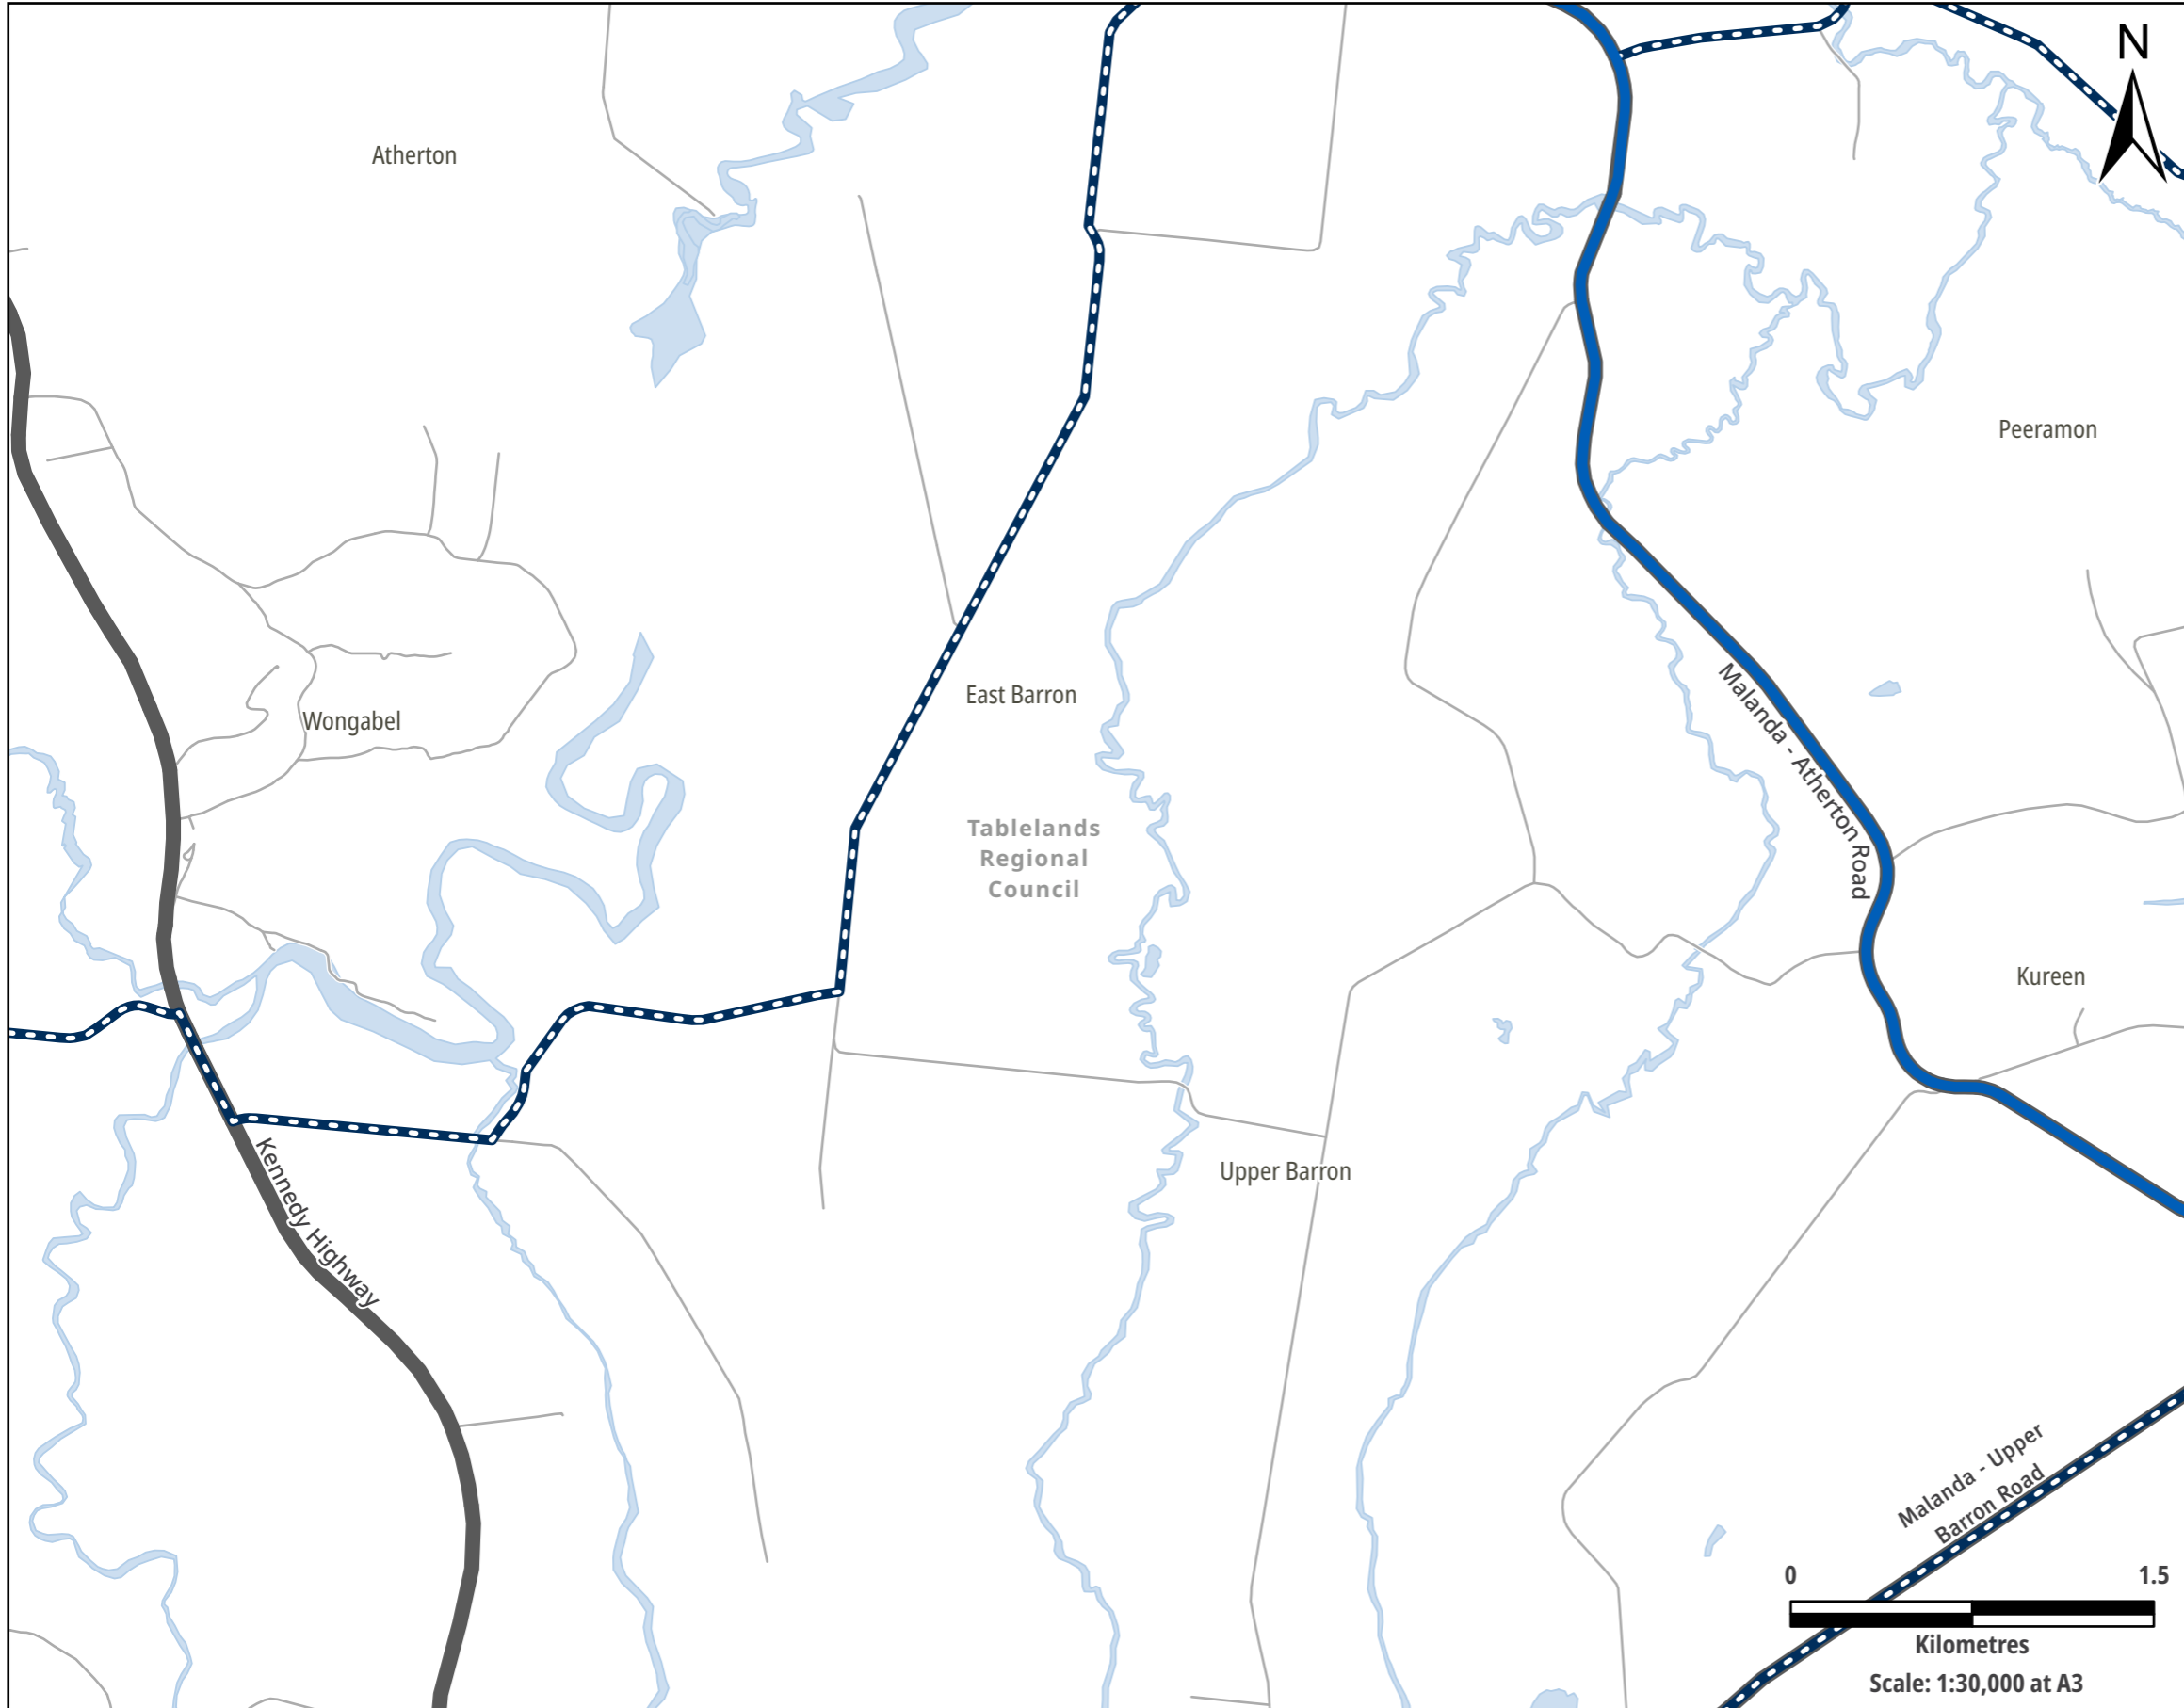 N
Atherton
Peeramon
Malanda - Atherton Road
East Barron
Wongabel
Tablelands
Regional
Council
Kureen
Kennedy Highway
Upper Barron
Malanda - Upper
Barron Road
0 1.5
Kilometres
Scale: 1:30,000 at A3